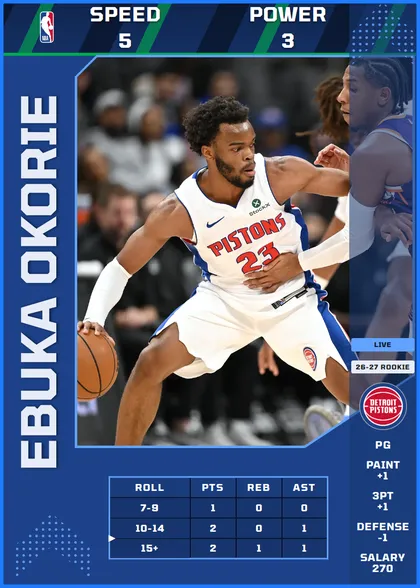 SPEED
5
POWER
3
NBA
EBUKA OKORIE
StockX
PISTONS
23
LIVE
26-27 ROOKIE
DETROIT
PISTONS
PG
PAINT
+1
3PT
+1
DEFENSE
-1
SALARY
270
ROLL PTS REB AST
7-9 1 0 0
10-14 2 0 1
15+ 2 1 1